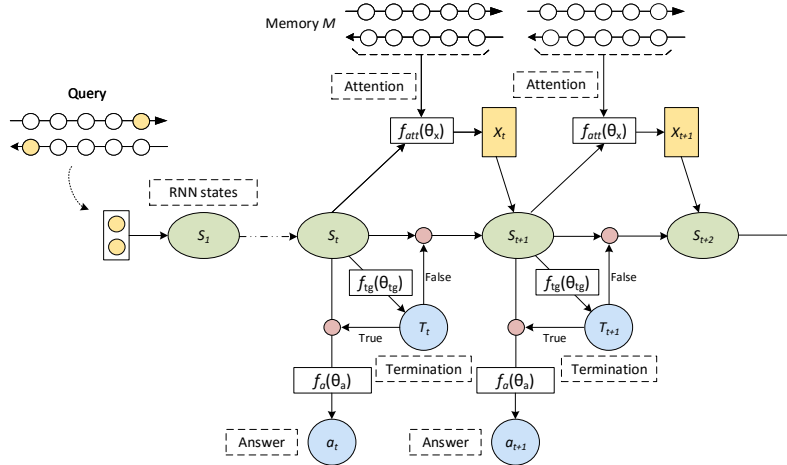 Memory M
Attention
Attention
Query
f_att(θ_x)
X_t
f_att(θ_x)
X_t+1
RNN states
S_1
S_t
S_t+1
S_t+2
False
False
f_tg(θ_tg)
f_tg(θ_tg)
T_t
T_t+1
True
True
Termination
Termination
f_a(θ_a)
f_a(θ_a)
Answer
a_t
Answer
a_t+1